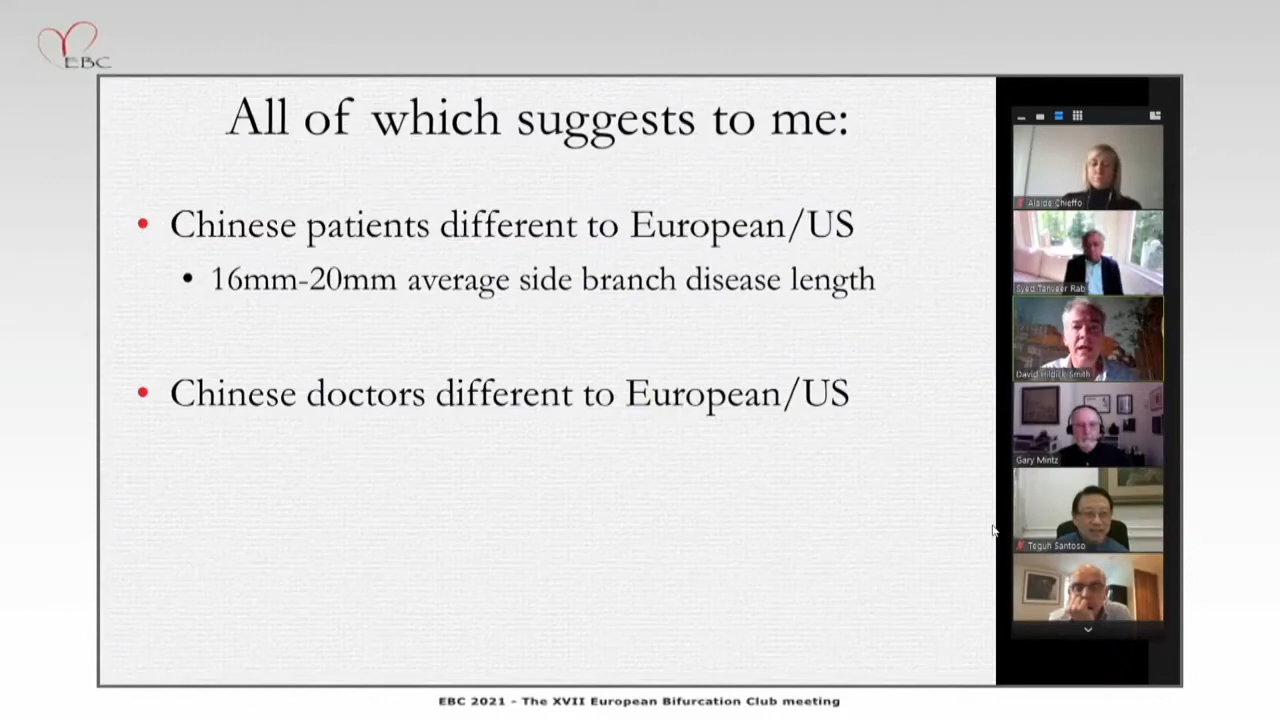 EBC
All of which suggests to me:
• Chinese patients different to European/US
• 16mm-20mm average side branch disease length
• Chinese doctors different to European/US
Alaide Chieffo
Syed Tanveer Rab
David Hildick Smith
Gary Mintz
Teguh Santoso
EBC 2021 - The XVII European Bifurcation Club meeting